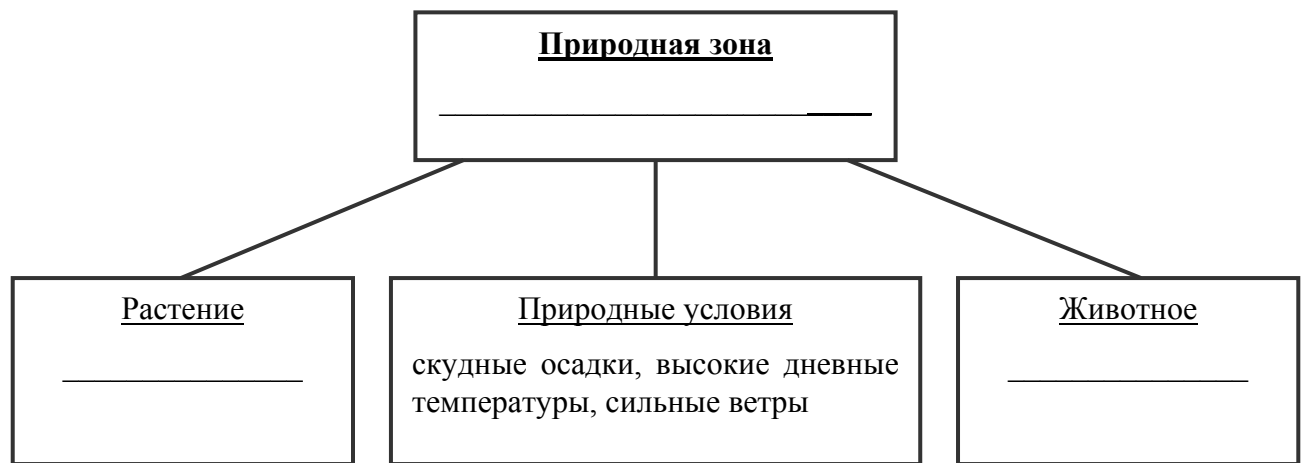 Природная зона
Растение
Природные условия
скудные осадки, высокие дневные
температуры, сильные ветры
Животное